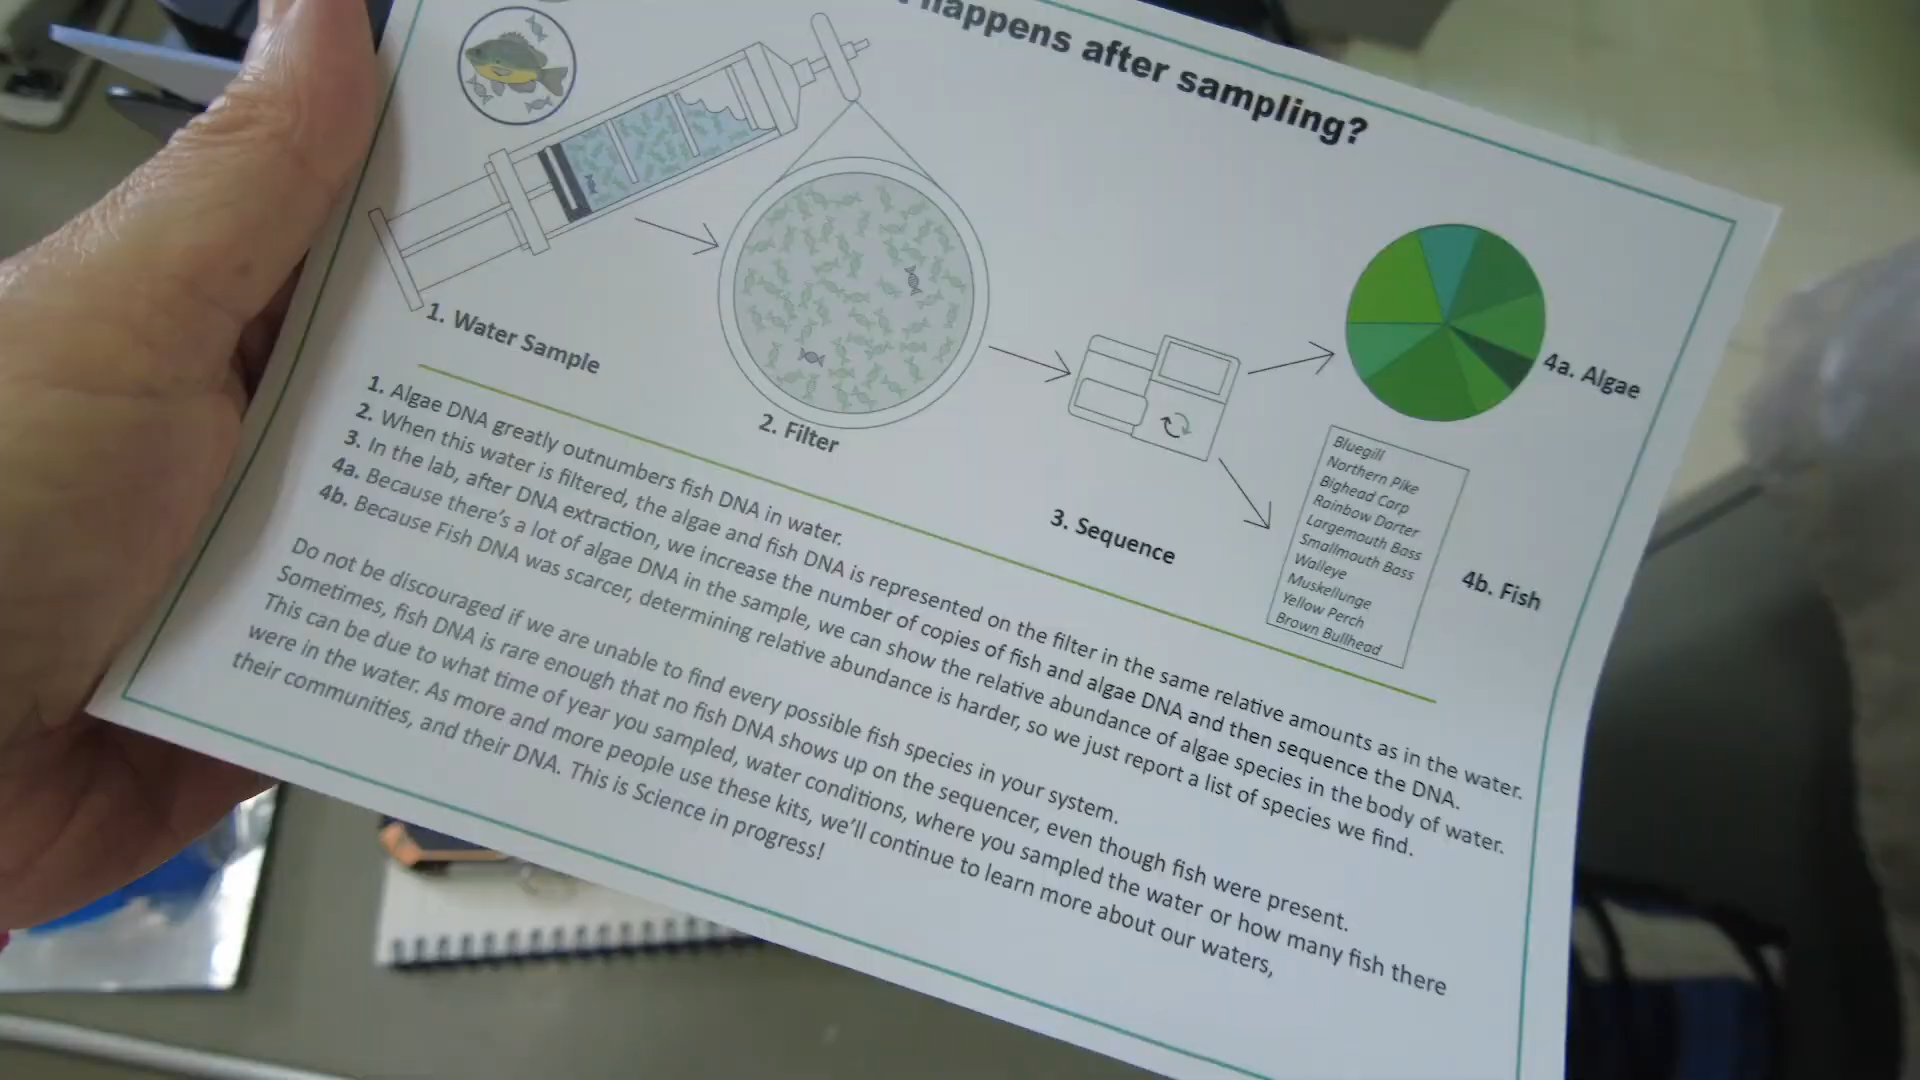 happens after sampling?
1. Water Sample
2. Filter
3. Sequence
4a. Algae
Bluegill
Northern Pike
Bighead Carp
Rainbow Darter
Largemouth Bass
Smallmouth Bass
Walleye
Muskellunge
Yellow Perch
Brown Bullhead
4b. Fish
1. Algae DNA greatly outnumbers fish DNA in water.
2. When this water is filtered, the algae and fish DNA is represented on the filter in the same relative amounts as in the water.
3. In the lab, after DNA extraction, we increase the number of copies of fish and algae DNA and then sequence the DNA.
4a. Because there's a lot of algae DNA in the sample, we can show the relative abundance of algae species in the body of water.
4b. Because Fish DNA was scarcer, determining relative abundance is harder, so we just report a list of species we find.
Do not be discouraged if we are unable to find every possible fish species in your system.
Sometimes, fish DNA is rare enough that no fish DNA shows up on the sequencer, even though fish were present.
This can be due to what time of year you sampled, water conditions, where you sampled the water or how many fish there
were in the water. As more and more people use these kits, we'll continue to learn more about our waters,
their communities, and their DNA. This is Science in progress!